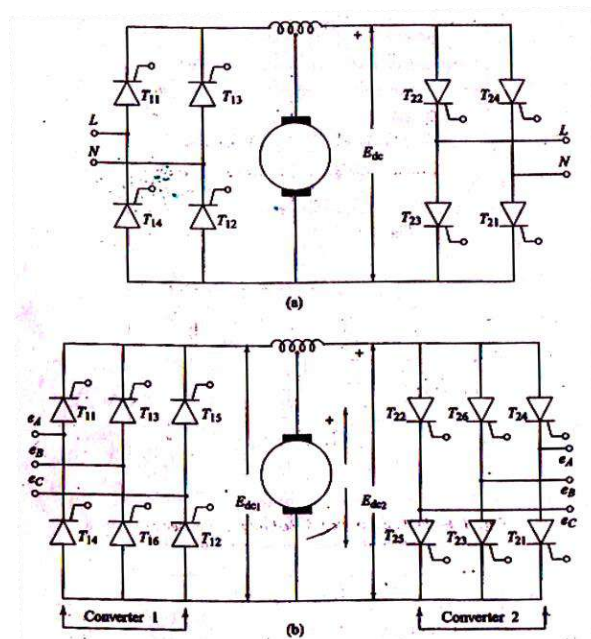 +
T11 T13 T22 T24
L L
N Edc N
T14 T12 T23 T21
(a)
+
T11 T13 T15 T22 T26 T24
eA + eA
eB Edc1 Edc2 eB
eC eC
T14 T16 T12 T25 T23 T21
Converter 1 Converter 2
(b)